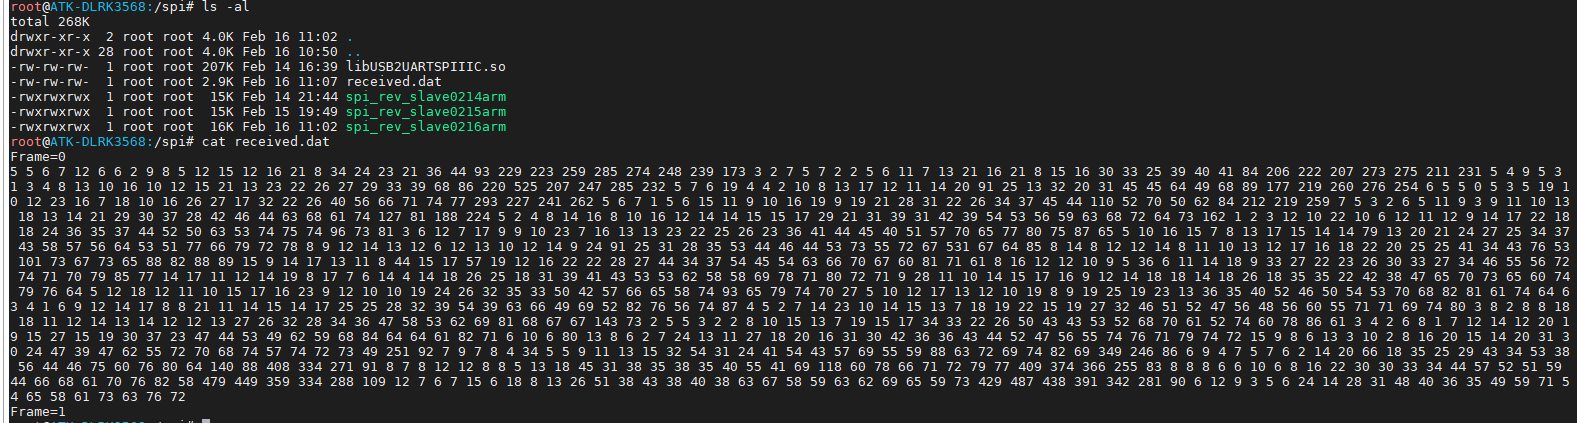 root@ATK-DLRK3568:/spi# ls -al
total 268K
drwxr-xr-x  2 root root 4.0K Feb 16 11:02 .
drwxr-xr-x 28 root root 4.0K Feb 16 10:50 ..
-rw-rw-rw-  1 root root 207K Feb 14 16:39 libUSB2UARTSPIIIC.so
-rw-rw-rw-  1 root root 2.9K Feb 16 11:07 received.dat
-rwxrwxrwx  1 root root  15K Feb 14 21:44 spi_rev_slave0214arm
-rwxrwxrwx  1 root root  15K Feb 15 19:49 spi_rev_slave0215arm
-rwxrwxrwx  1 root root  16K Feb 16 11:02 spi_rev_slave0216arm
root@ATK-DLRK3568:/spi# cat received.dat
Frame=0
5 5 6 7 12 6 6 2 9 8 5 12 15 12 16 21 8 34 24 23 21 36 44 93 229 223 259 285 274 248 239 173 3 2 7 5 7 2 2 5 6 11 7 13 21 16 21 8 15 16 30 33 25 39 40 41 84 206 222 207 273 275 211 231 5 4 9 5 3
1 3 4 8 13 10 16 10 12 15 21 13 23 22 26 27 29 33 39 68 86 220 525 207 247 285 232 5 7 6 19 4 4 2 10 8 13 17 12 11 14 20 91 25 13 32 20 31 45 45 64 49 68 89 177 219 260 276 254 6 5 5 0 5 3 5 19 1
0 12 23 16 7 18 10 16 26 27 17 32 22 26 40 56 66 71 74 77 293 227 241 262 5 6 7 1 5 6 15 11 9 10 16 19 9 19 21 28 31 22 26 34 37 45 44 110 52 70 50 62 84 212 219 259 7 5 3 2 6 5 11 9 3 9 11 10 13
 18 13 14 21 29 30 37 28 42 46 44 63 68 61 74 127 81 188 224 5 2 4 8 14 16 8 10 16 12 14 14 15 15 17 29 21 31 39 31 42 39 54 53 56 59 63 68 72 64 73 162 1 2 3 12 10 22 10 6 12 11 12 9 14 17 22 18
 18 24 36 35 37 44 52 50 63 53 74 75 74 96 73 81 3 6 12 7 17 9 9 10 23 7 16 13 13 23 22 25 26 23 36 41 44 45 40 51 57 70 65 77 80 75 87 65 5 10 16 15 7 8 13 17 15 14 14 79 13 20 21 24 27 25 34 37
 43 58 57 56 64 53 51 77 66 79 72 78 8 9 12 14 13 12 6 12 13 10 12 14 9 24 91 25 31 28 35 53 44 46 44 53 73 55 72 67 531 67 64 85 8 14 8 12 12 14 8 11 10 13 12 17 16 18 22 20 25 25 41 34 43 76 53
101 73 67 73 65 88 82 88 89 15 9 14 17 13 11 8 44 15 17 57 19 12 16 22 22 28 27 44 34 37 54 45 54 63 66 70 67 60 81 71 61 8 16 12 12 10 9 5 36 6 11 14 18 9 33 27 22 23 26 30 33 27 34 46 55 56 72
74 71 70 79 85 77 14 17 11 12 14 19 8 17 7 6 14 4 14 18 26 25 18 31 39 41 43 53 53 62 58 58 69 78 71 80 72 71 9 28 11 10 14 15 17 16 9 12 14 18 18 14 18 26 18 35 35 22 42 38 47 65 70 73 65 60 74
 79 76 64 5 12 18 12 11 10 15 17 16 23 9 12 10 10 19 24 26 32 35 33 50 42 57 66 65 58 74 93 65 79 74 70 27 5 10 12 17 13 12 10 19 8 9 19 25 19 23 13 36 35 40 52 46 50 54 53 70 68 82 81 61 74 64 6
3 4 1 6 9 12 14 17 8 8 21 11 14 15 14 17 25 25 28 32 39 54 39 63 66 49 69 52 82 76 56 74 87 4 5 2 7 14 23 10 14 15 13 7 18 19 22 15 19 27 32 46 51 52 47 56 48 56 60 55 71 71 69 74 80 3 8 2 8 8 18
 18 11 12 14 13 14 12 12 13 27 26 32 28 34 36 47 58 53 62 69 81 68 67 67 143 73 2 5 5 3 2 2 8 10 15 13 7 19 15 17 34 33 22 26 50 43 43 53 52 68 70 61 52 74 60 78 86 61 3 4 2 6 8 1 7 12 14 12 20 1
9 15 27 15 19 30 37 23 47 44 53 49 62 59 68 84 64 64 61 82 71 6 10 6 80 13 8 6 2 7 24 13 11 27 18 20 16 31 30 42 36 36 43 44 52 47 56 55 74 76 71 79 74 72 15 9 8 6 13 3 10 2 8 16 20 15 14 20 31 3
0 24 47 39 47 62 55 72 70 68 74 57 74 72 73 49 251 92 7 9 7 8 4 34 5 5 9 11 13 15 32 54 31 24 41 54 43 57 69 55 59 88 63 72 69 74 82 69 349 246 86 6 9 4 7 5 7 6 2 14 20 66 18 35 25 29 43 34 53 38
 56 44 46 75 60 76 80 64 140 88 408 334 271 91 8 7 8 12 12 8 8 5 13 18 45 31 38 35 38 35 40 55 41 69 118 60 78 66 71 72 79 77 409 374 366 255 83 8 8 8 6 6 10 6 8 16 22 30 30 33 34 44 57 52 51 59
44 66 68 61 70 76 82 58 479 449 359 334 288 109 12 7 6 7 15 6 18 8 13 26 51 38 43 38 40 38 63 67 58 59 63 62 69 65 59 73 429 487 438 391 342 281 90 6 12 9 3 5 6 24 14 28 31 48 40 36 35 49 59 71 5
4 65 58 61 73 63 76 72
Frame=1